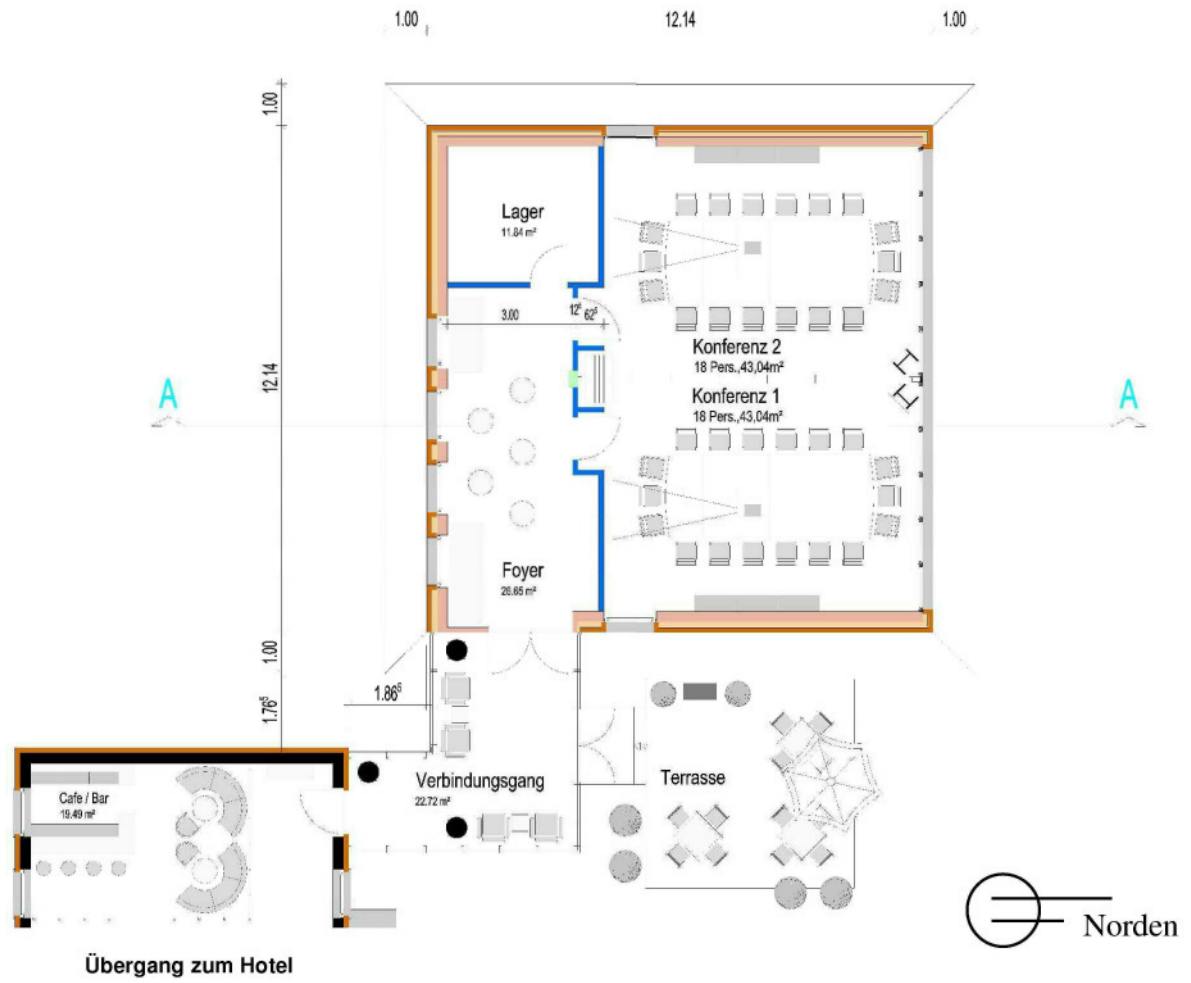 1.00 12.14 1.00
1.00
Lager
11.84 m²
3.00 12⁵ 62⁵
Konferenz 2
18 Pers.,43,04m²
12.14
A A
Konferenz 1
18 Pers.,43,04m²
Foyer
26.65 m²
1.00
1.86⁵
1.76⁵
Verbindungsgang
22.72 m²
Terrasse
Cafe / Bar
19.49 m²
Norden
Übergang zum Hotel